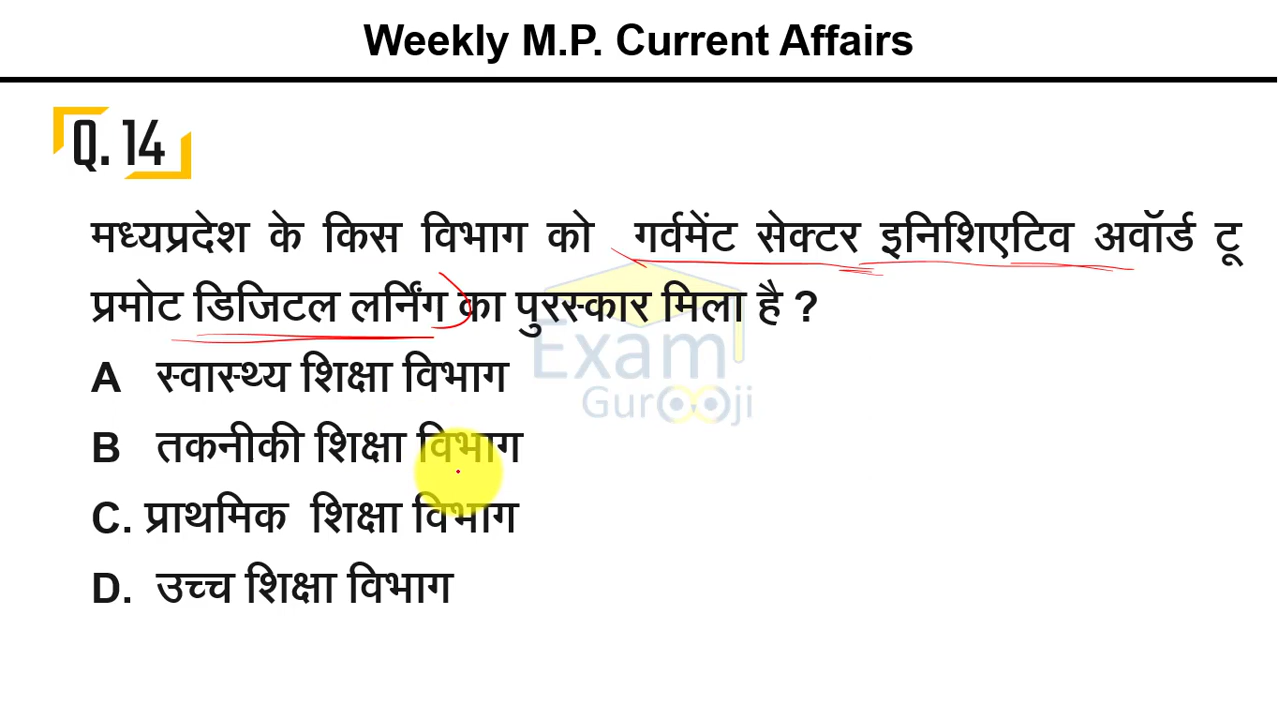 Weekly M.P. Current Affairs
Q. 14
मध्यप्रदेश के किस विभाग को गर्वमेंट सेक्टर इनिशिएटिव अवॉर्ड टू
प्रमोट डिजिटल लर्निंग का पुरस्कार मिला है ?
Exam
Gurooji
A स्वास्थ्य शिक्षा विभाग
B तकनीकी शिक्षा विभाग
C. प्राथमिक शिक्षा विभाग
D. उच्च शिक्षा विभाग